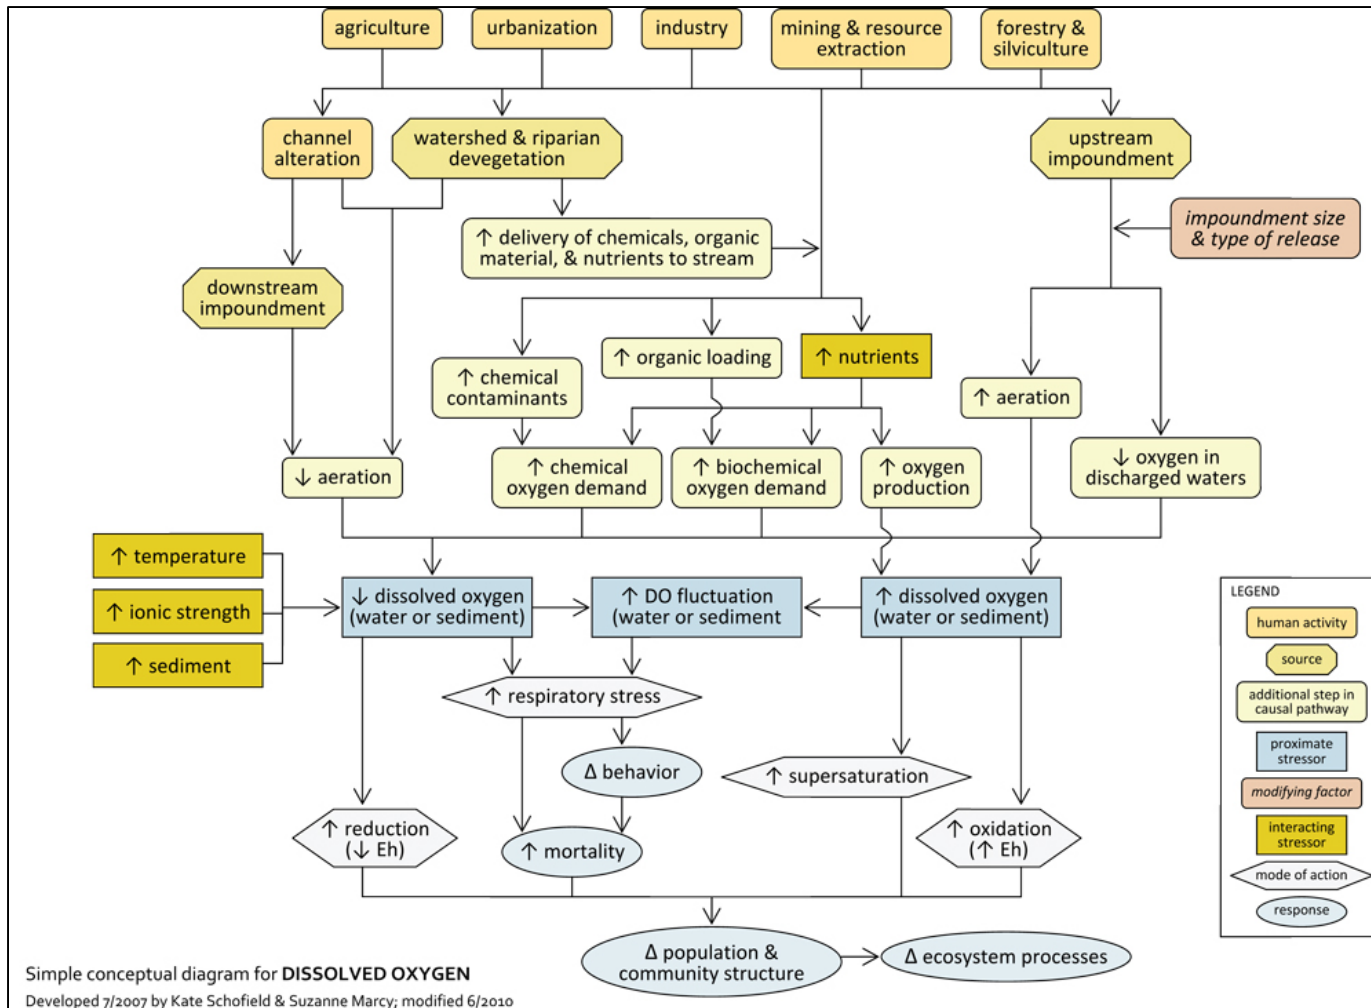 agriculture
urbanization
industry
mining & resource
extraction
forestry &
silviculture
channel
alteration
watershed & riparian
devegetation
upstream
impoundment
↑ delivery of chemicals, organic
material, & nutrients to stream
impoundment size
& type of release
downstream
impoundment
↑ chemical
contaminants
↑ organic loading
↑ nutrients
↑ aeration
↓ aeration
↑ chemical
oxygen demand
↑ biochemical
oxygen demand
↑ oxygen
production
↓ oxygen in
discharged waters
↑ temperature
↑ ionic strength
↑ sediment
↓ dissolved oxygen
(water or sediment)
↑ DO fluctuation
(water or sediment
↑ dissolved oxygen
(water or sediment)
↑ respiratory stress
Δ behavior
↑ supersaturation
↑ reduction
(↓ Eh)
↑ mortality
↑ oxidation
(↑ Eh)
Δ population &
community structure
Δ ecosystem processes
LEGEND
human activity
source
additional step in
causal pathway
proximate
stressor
modifying factor
interacting
stressor
mode of action
response
Simple conceptual diagram for DISSOLVED OXYGEN
Developed 7/2007 by Kate Schofield & Suzanne Marcy; modified 6/2010